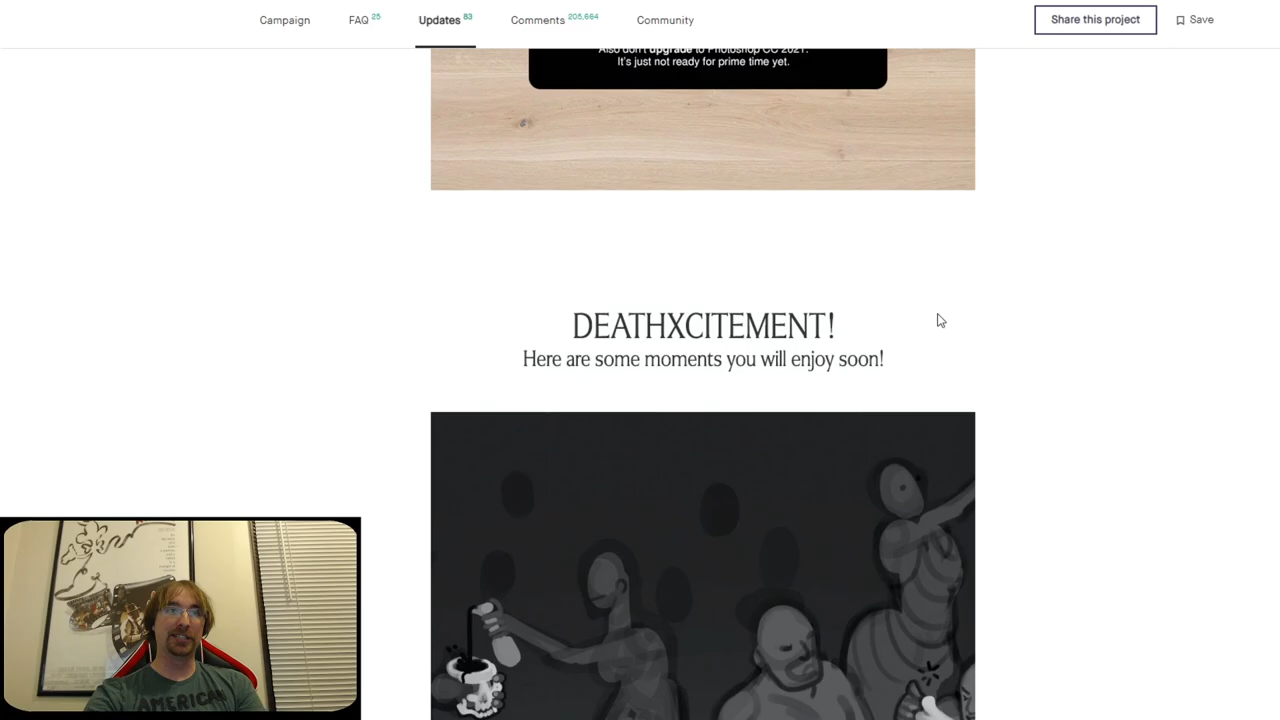 Campaign FAQ 25 Updates 83 Comments 205,664 Community Share this project Save
Also don't upgrade to Photoshop CC 2021.
It's just not ready for prime time yet.
DEATHXCITEMENT!
Here are some moments you will enjoy soon!
AMERICAN